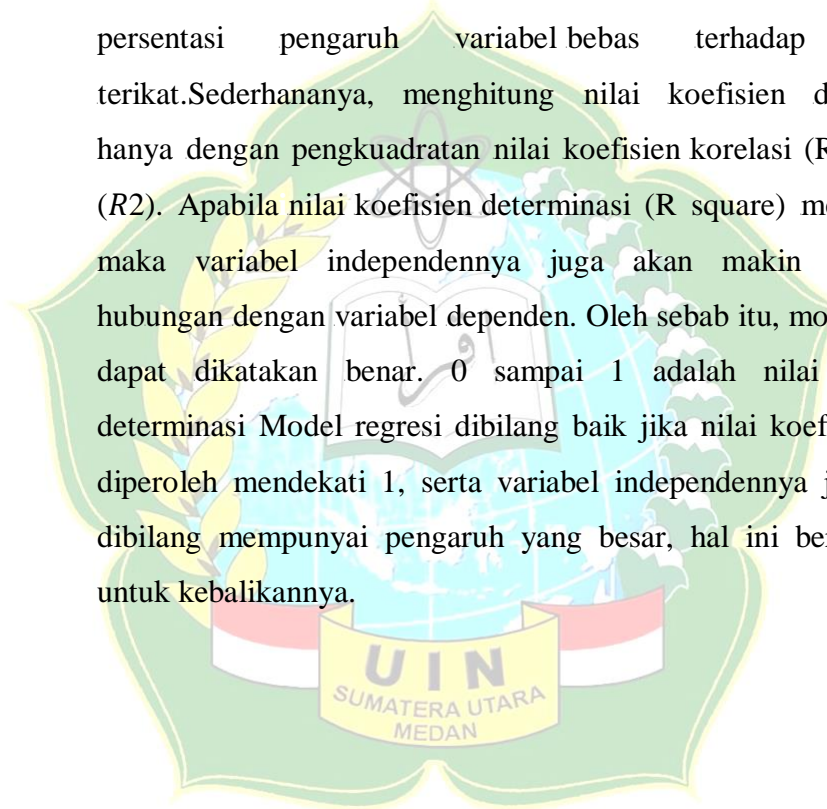 persentasi pengaruh variabel bebas terhadap
terikat.Sederhananya, menghitung nilai koefisien d
hanya dengan pengkuadratan nilai koefisien korelasi (R
(R2). Apabila nilai koefisien determinasi (R square) m
maka variabel independennya juga akan makin
hubungan dengan variabel dependen. Oleh sebab itu, mo
dapat dikatakan benar. 0 sampai 1 adalah nilai
determinasi Model regresi dibilang baik jika nilai koef
diperoleh mendekati 1, serta variabel independennya j
dibilang mempunyai pengaruh yang besar, hal ini ber
untuk kebalikannya.
UIN
SUMATERA UTARA
MEDAN